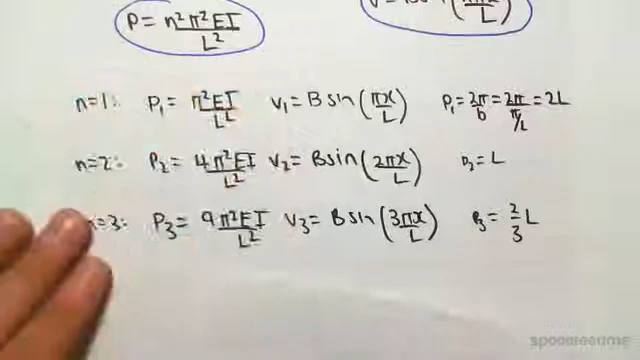 P = n²π²EI / L²
n=1: P₁ = π²EI / L² V₁ = B sin(πx / L) p₁ = 2π / b = 2π / π/L = 2L
n=2: P₂ = 4π²EI / L² V₂ = B sin(2πx / L) p₂ = L
n=3: P₃ = 9π²EI / L² V₃ = B sin(3πx / L) p₃ = 2/3 L